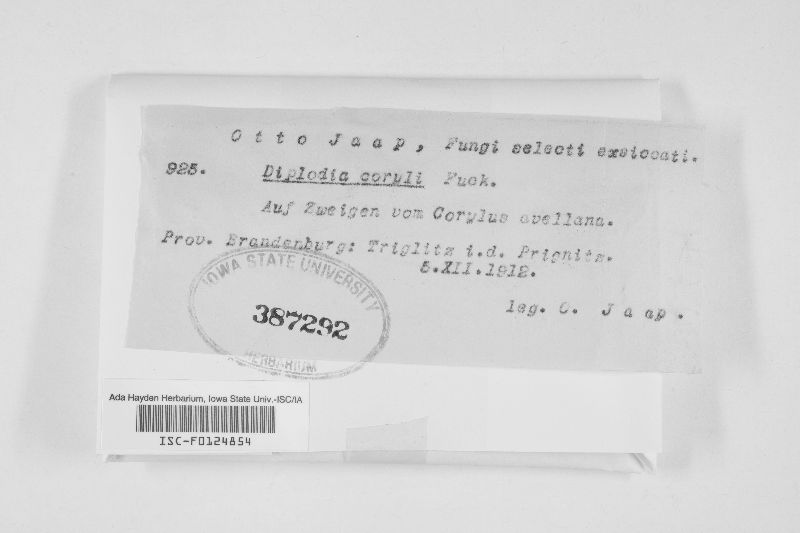 Otto Jaap, Fungi selecti exsiccati.
925. Diplodia coryli Fuck.
Auf Zweigen vom Corylus avellana.
Prov. Brandenburg: Triglitz i.d. Prignitz.
5.XII.1912.
leg. O. Jaap.
IOWA STATE UNIVERSITY
387292
HERBARIUM
Ada Hayden Herbarium, Iowa State Univ.-ISC/IA
ISC-F0124854